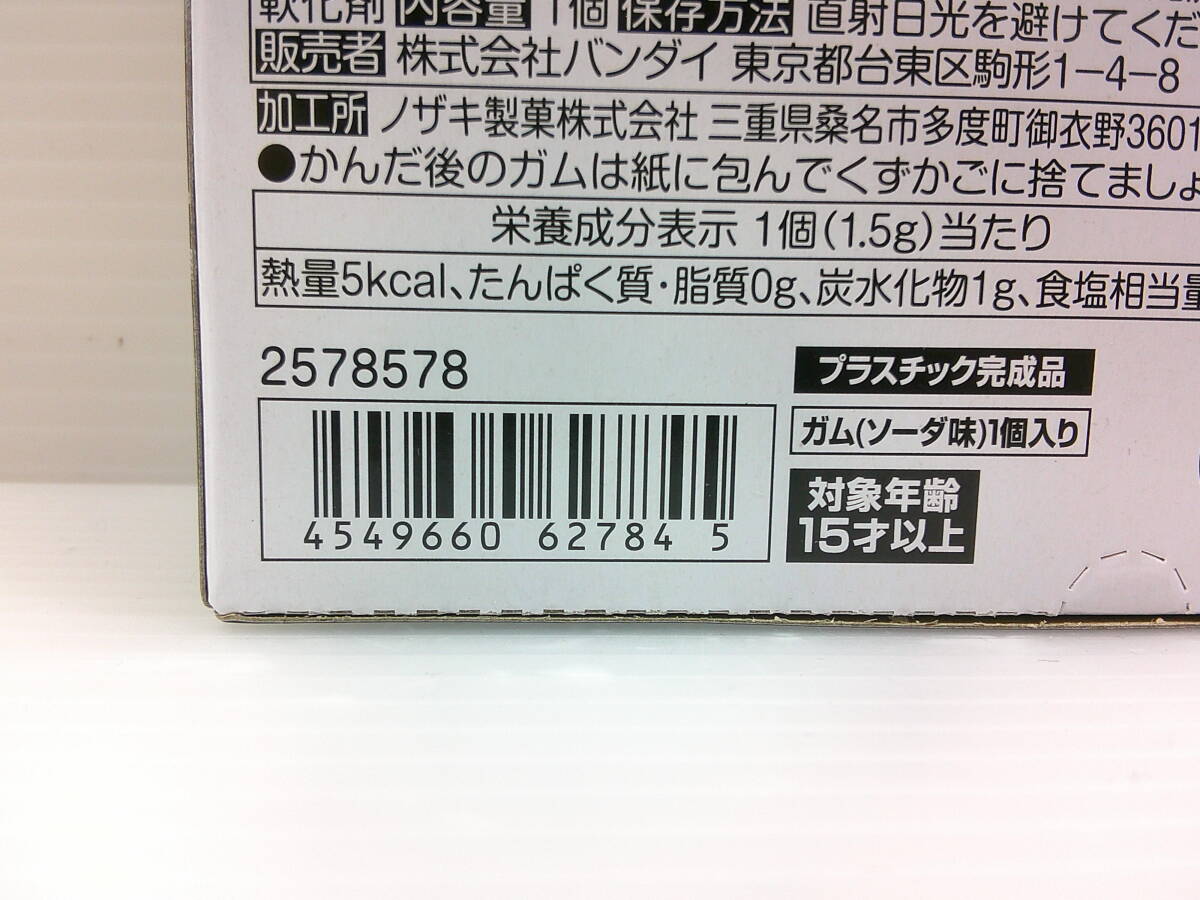 軟化剤 内容量 1個 保存方法 直射日光を避けてくだ
販売者 株式会社バンダイ 東京都台東区駒形1-4-8
加工所 ノザキ製菓株式会社 三重県桑名市多度町御衣野3601
●かんだ後のガムは紙に包んでくずかごに捨てましょ
栄養成分表示 1個(1.5g)当たり
熱量5kcal、たんぱく質・脂質0g、炭水化物1g、食塩相当量
2578578
プラスチック完成品
ガム(ソーダ味)1個入り
対象年齢
15才以上
4549660 62784 5